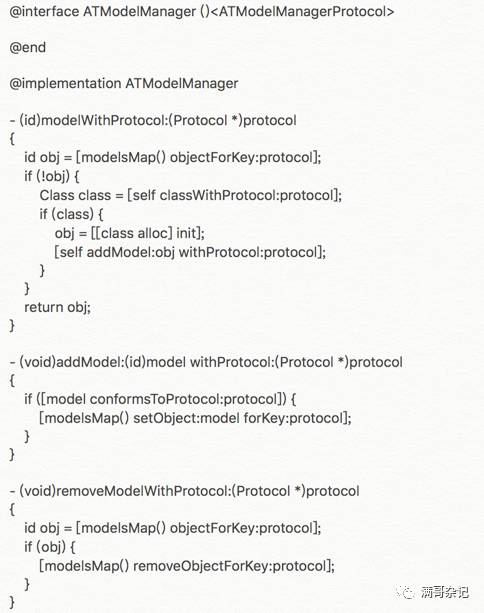 @interface ATModelManager ()<ATModelManagerProtocol>
@end
@implementation ATModelManager
- (id)modelWithProtocol:(Protocol *)protocol
{
id obj = [modelsMap() objectForKey:protocol];
if (!obj) {
Class class = [self classWithProtocol:protocol];
if (class) {
obj = [[class alloc] init];
[self addModel:obj withProtocol:protocol];
}
}
return obj;
}
- (void)addModel:(id)model withProtocol:(Protocol *)protocol
{
if ([model conformsToProtocol:protocol]) {
[modelsMap() setObject:model forKey:protocol];
}
}
- (void)removeModelWithProtocol:(Protocol *)protocol
{
id obj = [modelsMap() objectForKey:protocol];
if (obj) {
[modelsMap() removeObjectForKey:protocol];
}
}
满哥杂记